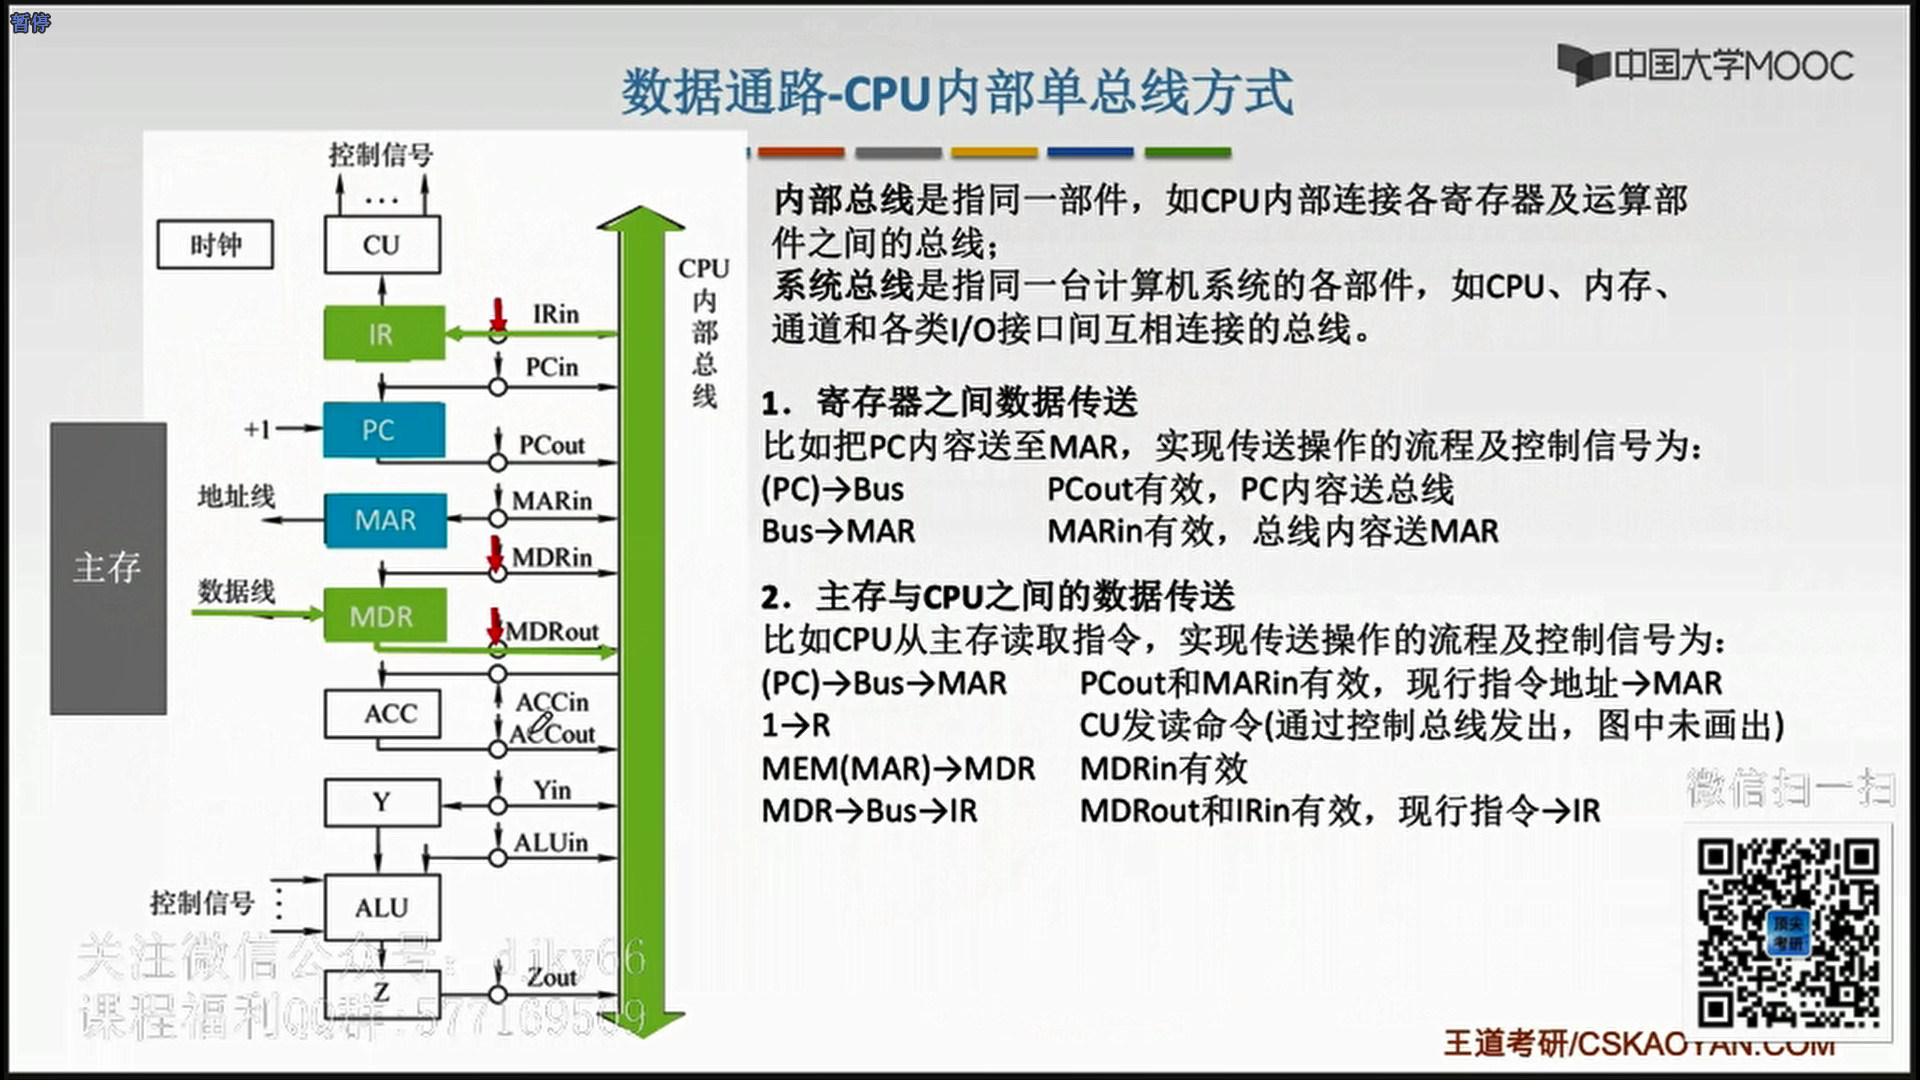 暂停
中国大学MOOC
数据通路-CPU内部单总线方式
控制信号
...
时钟
CU
CPU
内
部
总
线
IR
IRin
PCin
+1
PC
PCout
地址线
MAR
MARin
主存
MDRin
数据线
MDR
MDRout
ACC
ACCin
ACCout
Y
Yin
ALUin
控制信号
ALU
Z
Zout
内部总线是指同一部件，如CPU内部连接各寄存器及运算部
件之间的总线；
系统总线是指同一台计算机系统的各部件，如CPU、内存、
通道和各类I/O接口间互相连接的总线。
1. 寄存器之间数据传送
比如把PC内容送至MAR，实现传送操作的流程及控制信号为：
(PC)→Bus PCout有效，PC内容送总线
Bus→MAR MARin有效，总线内容送MAR
2. 主存与CPU之间的数据传送
比如CPU从主存读取指令，实现传送操作的流程及控制信号为：
(PC)→Bus→MAR PCout和MARin有效，现行指令地址→MAR
1→R CU发读命令(通过控制总线发出，图中未画出)
MEM(MAR)→MDR MDRin有效
MDR→Bus→IR MDRout和IRin有效，现行指令→IR
微信扫一扫
顶尖
考研
关注微信公众号：djky66
课程福利QQ群:577169509
王道考研/CSKAOYAN.COM